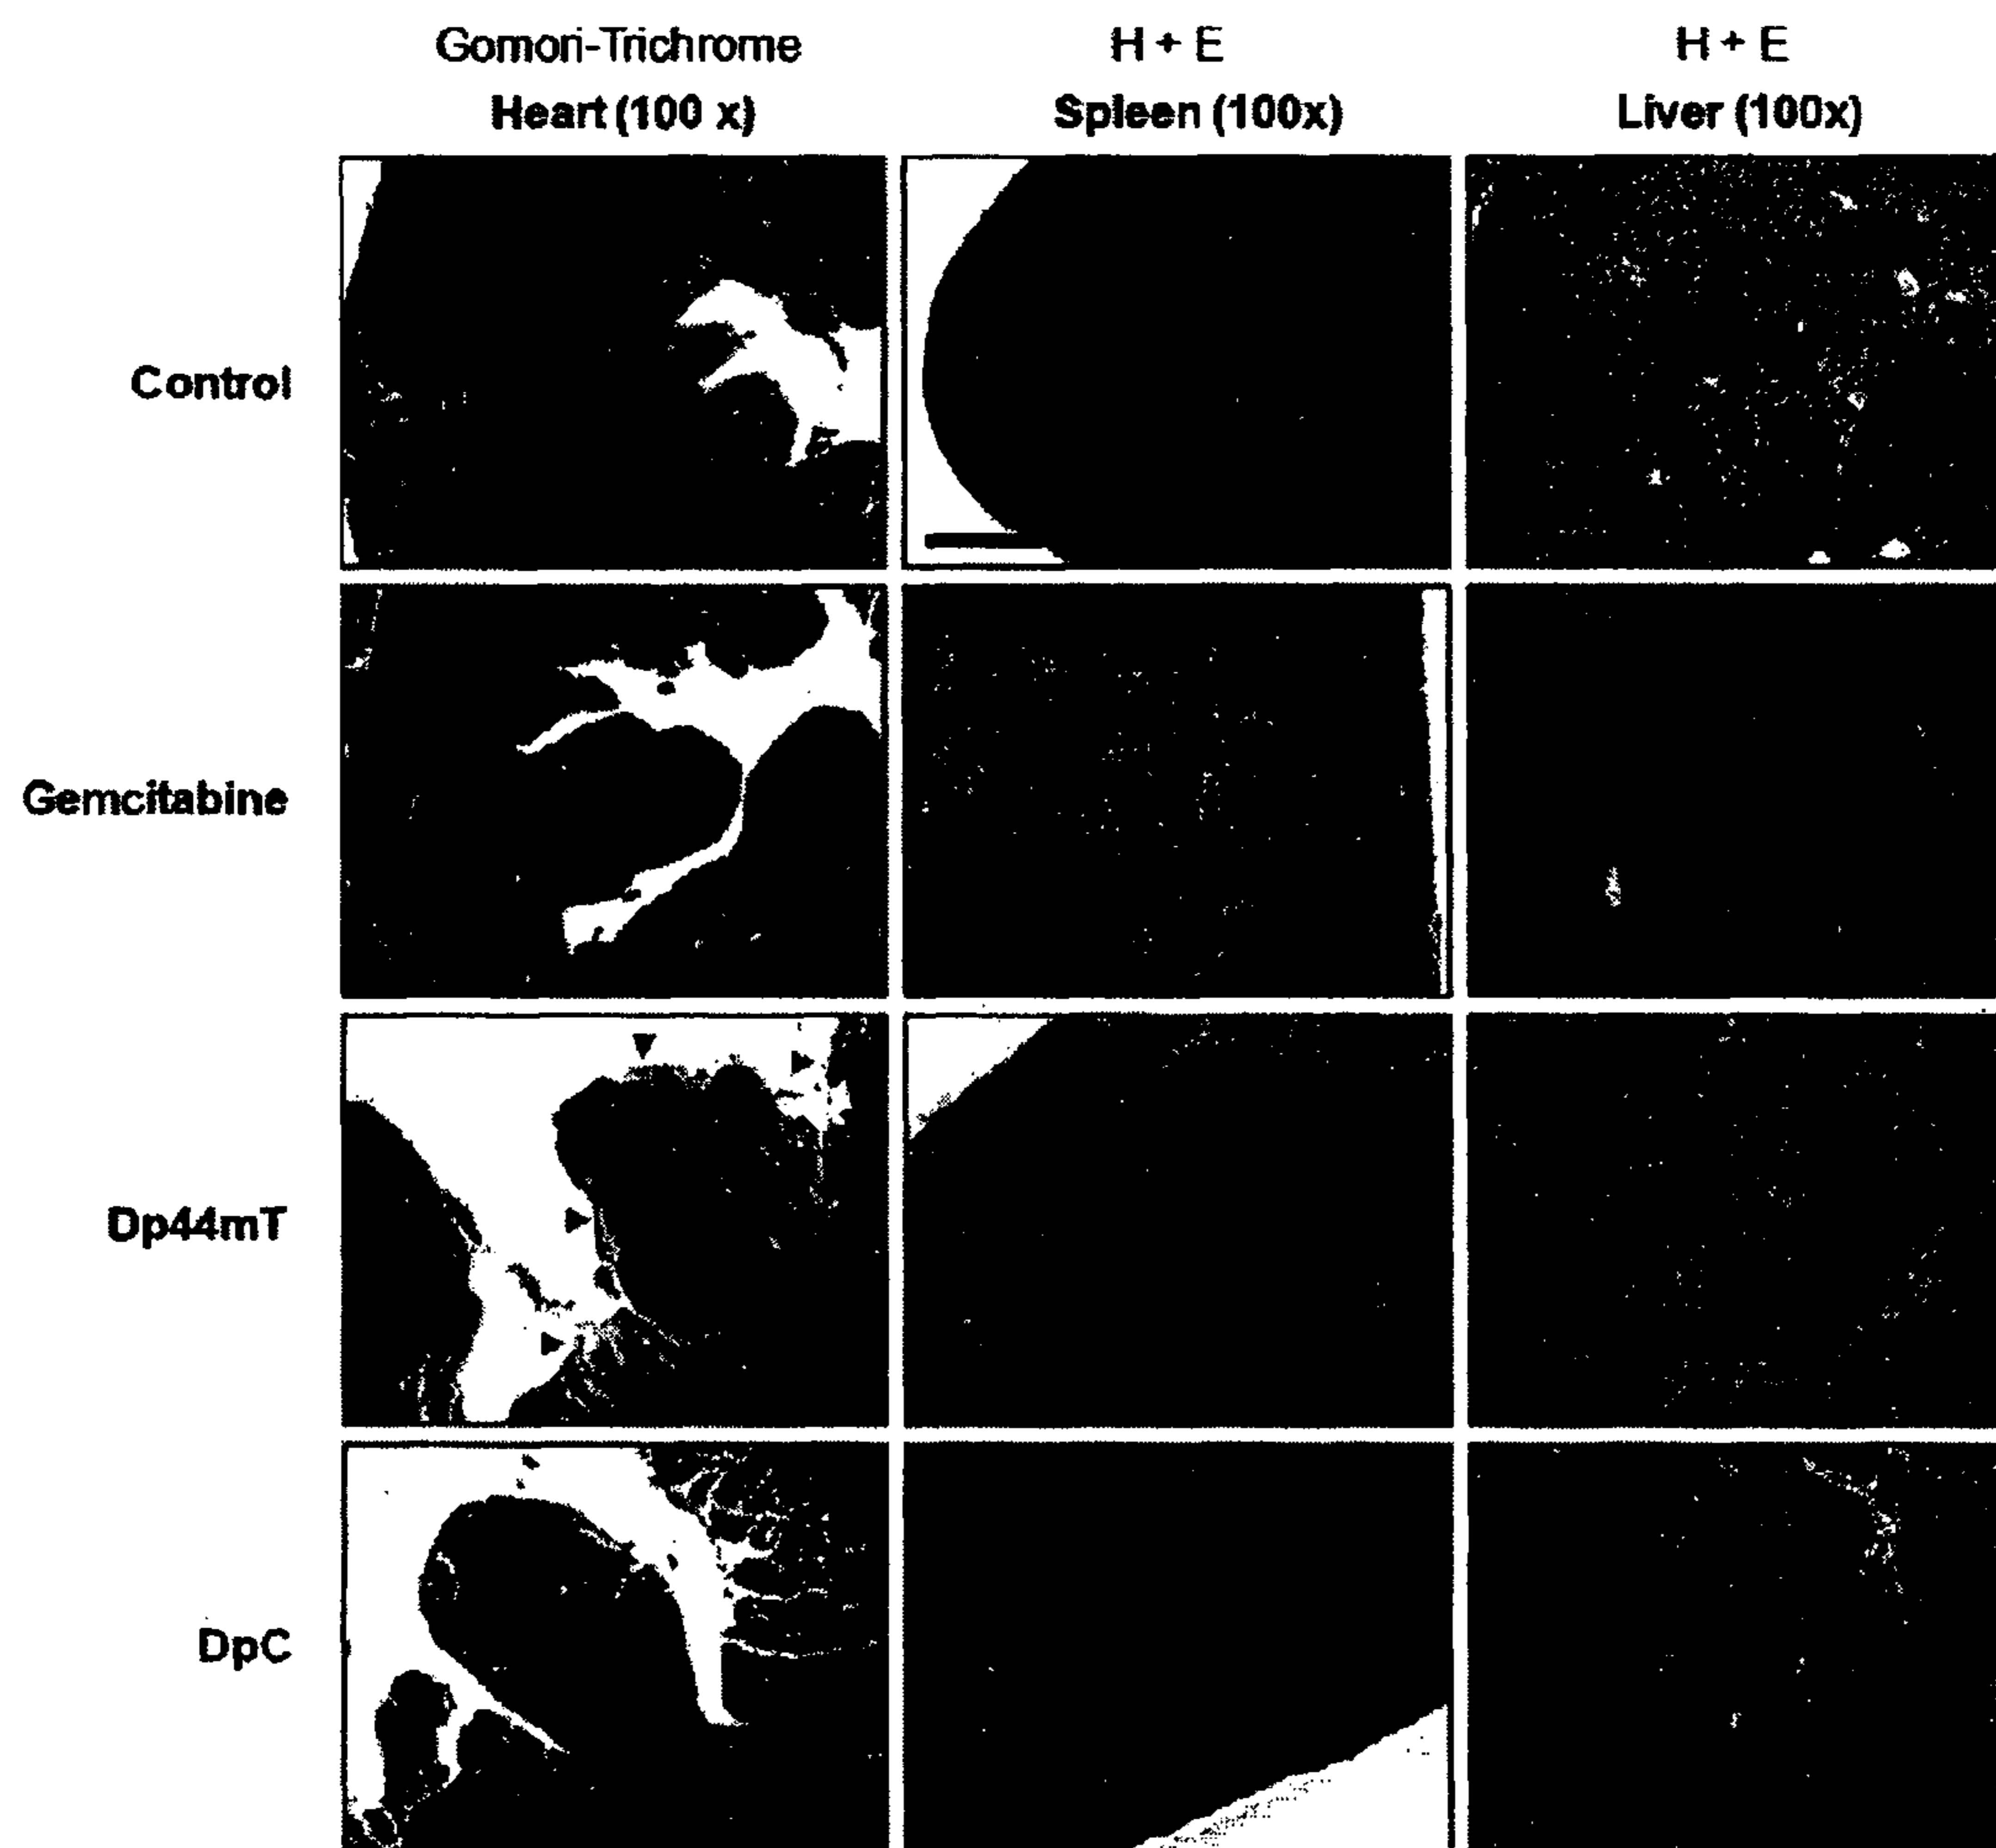 Gomori-Trichrome H + E H + E
Heart (100 x) Spleen (100x) Liver (100x)
Control
Gemcitabine
Dp44mT
DpC